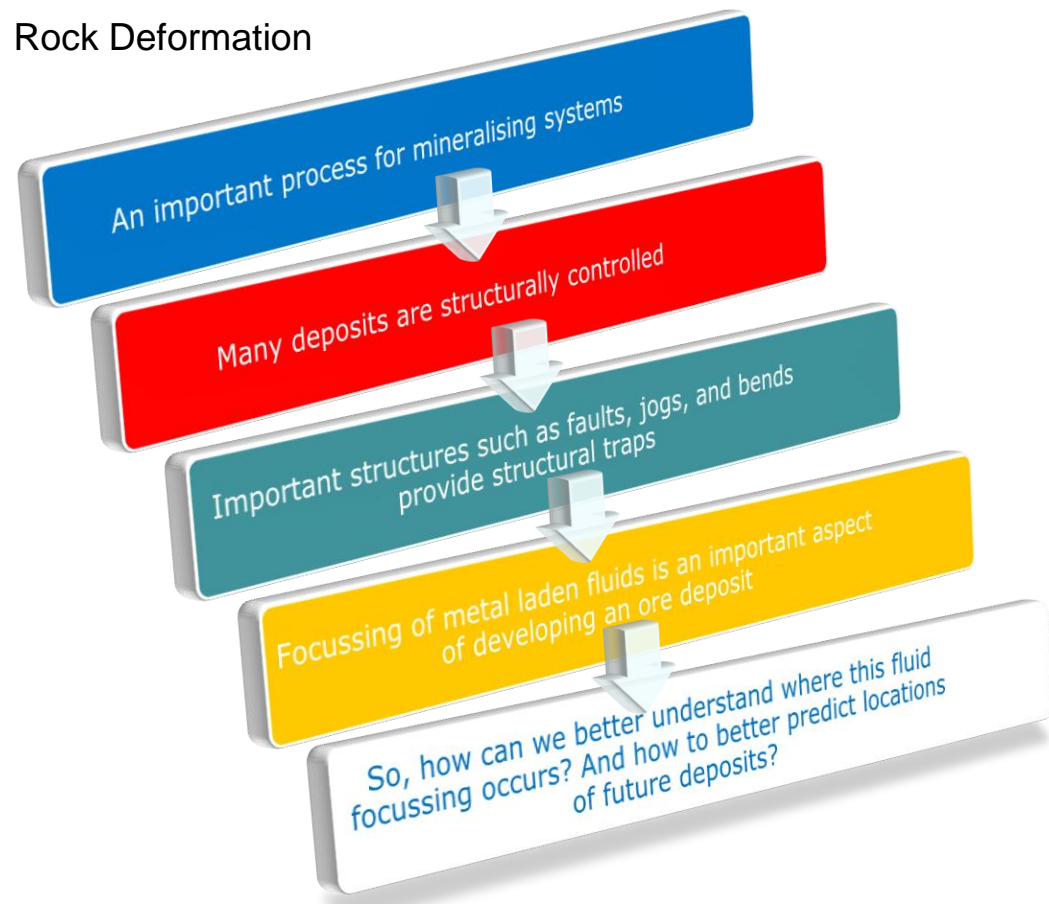 Rock Deformation
An important process for mineralising systems
Many deposits are structurally controlled
Important structures such as faults, jogs, and bends
provide structural traps
Focussing of metal laden fluids is an important aspect
of developing an ore deposit
So, how can we better understand where this fluid
focussing occurs? And how to better predict locations
of future deposits?